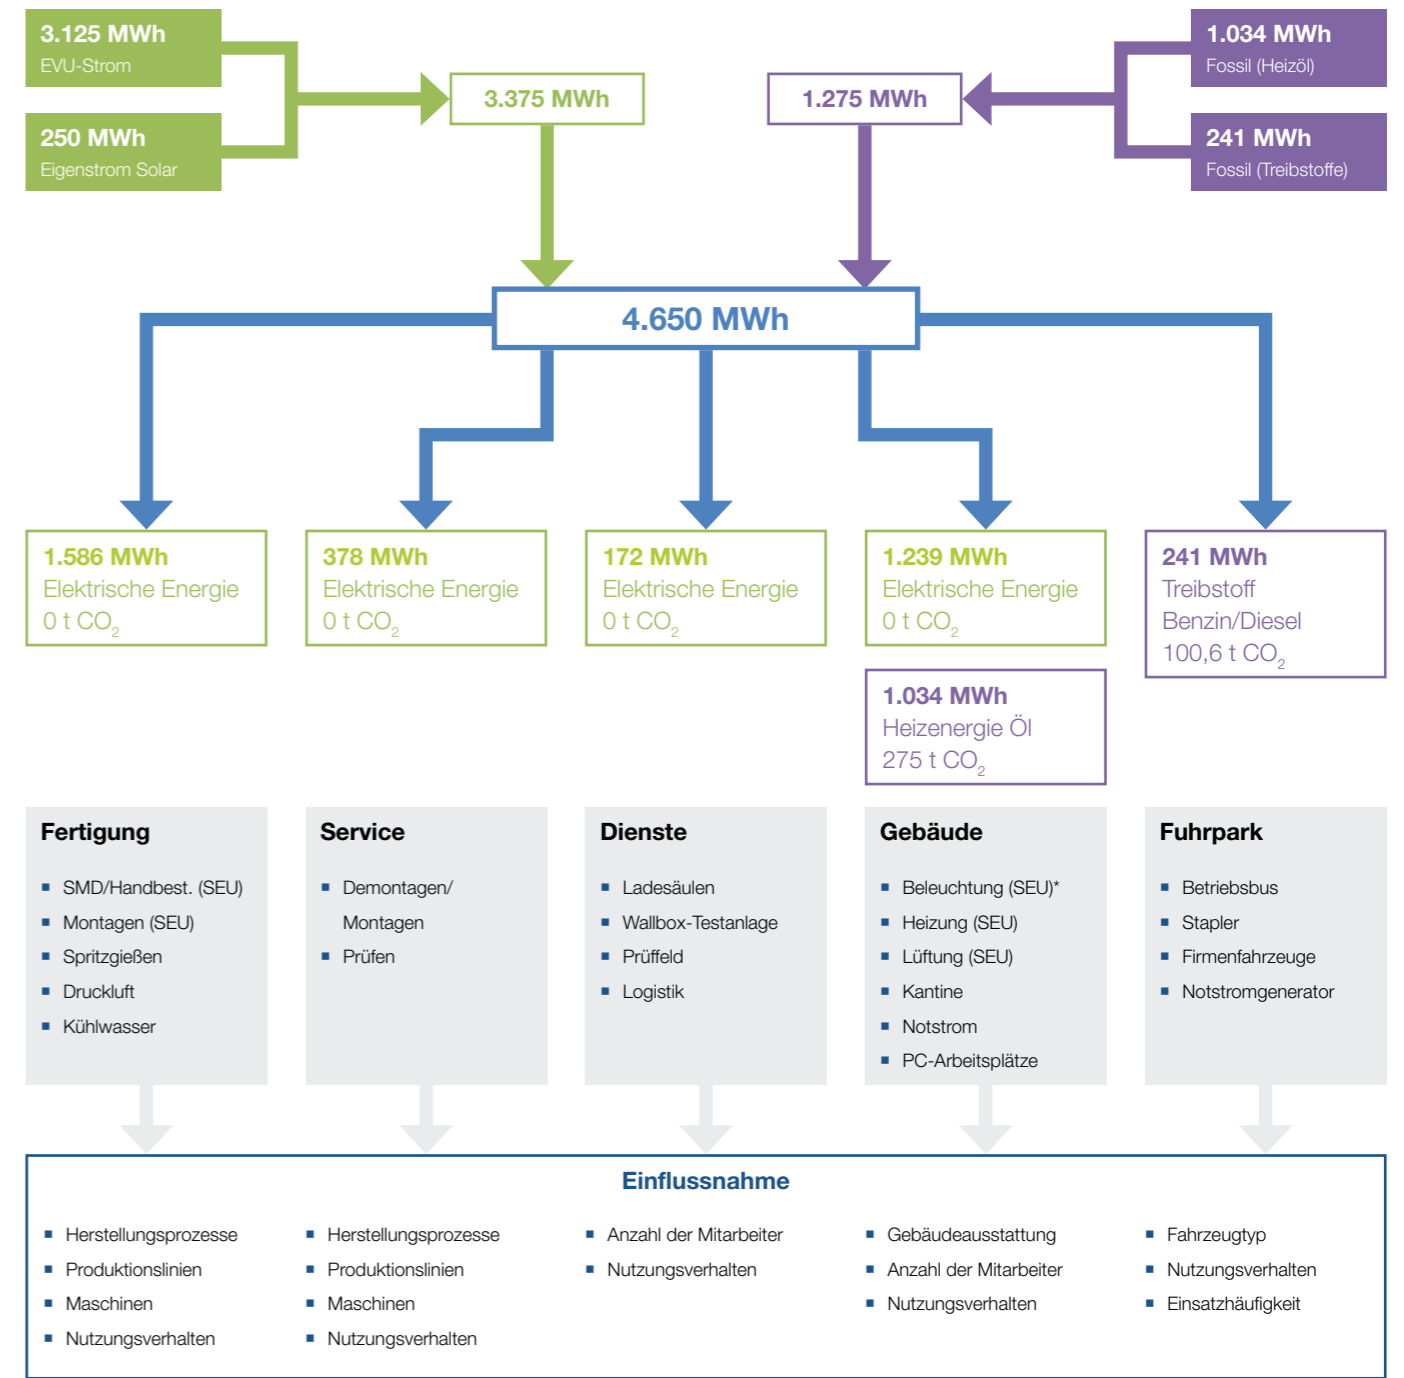 3.125 MWh
EVU-Strom
250 MWh
Eigenstrom Solar
3.375 MWh
1.275 MWh
1.034 MWh
Fossil (Heizöl)
241 MWh
Fossil (Treibstoffe)
4.650 MWh
1.586 MWh
Elektrische Energie
0 t CO₂
378 MWh
Elektrische Energie
0 t CO₂
172 MWh
Elektrische Energie
0 t CO₂
1.239 MWh
Elektrische Energie
0 t CO₂
1.034 MWh
Heizenergie Öl
275 t CO₂
241 MWh
Treibstoff
Benzin/Diesel
100,6 t CO₂
Fertigung
▪ SMD/Handbest. (SEU)
▪ Montagen (SEU)
▪ Spritzgießen
▪ Druckluft
▪ Kühlwasser
Service
▪ Demontagen/
Montagen
▪ Prüfen
Dienste
▪ Ladesäulen
▪ Wallbox-Testanlage
▪ Prüffeld
▪ Logistik
Gebäude
▪ Beleuchtung (SEU)*
▪ Heizung (SEU)
▪ Lüftung (SEU)
▪ Kantine
▪ Notstrom
▪ PC-Arbeitsplätze
Fuhrpark
▪ Betriebsbus
▪ Stapler
▪ Firmenfahrzeuge
▪ Notstromgenerator
Einflussnahme
▪ Herstellungsprozesse
▪ Produktionslinien
▪ Maschinen
▪ Nutzungsverhalten
▪ Herstellungsprozesse
▪ Produktionslinien
▪ Maschinen
▪ Nutzungsverhalten
▪ Anzahl der Mitarbeiter
▪ Nutzungsverhalten
▪ Gebäudeausstattung
▪ Anzahl der Mitarbeiter
▪ Nutzungsverhalten
▪ Fahrzeugtyp
▪ Nutzungsverhalten
▪ Einsatzhäufigkeit